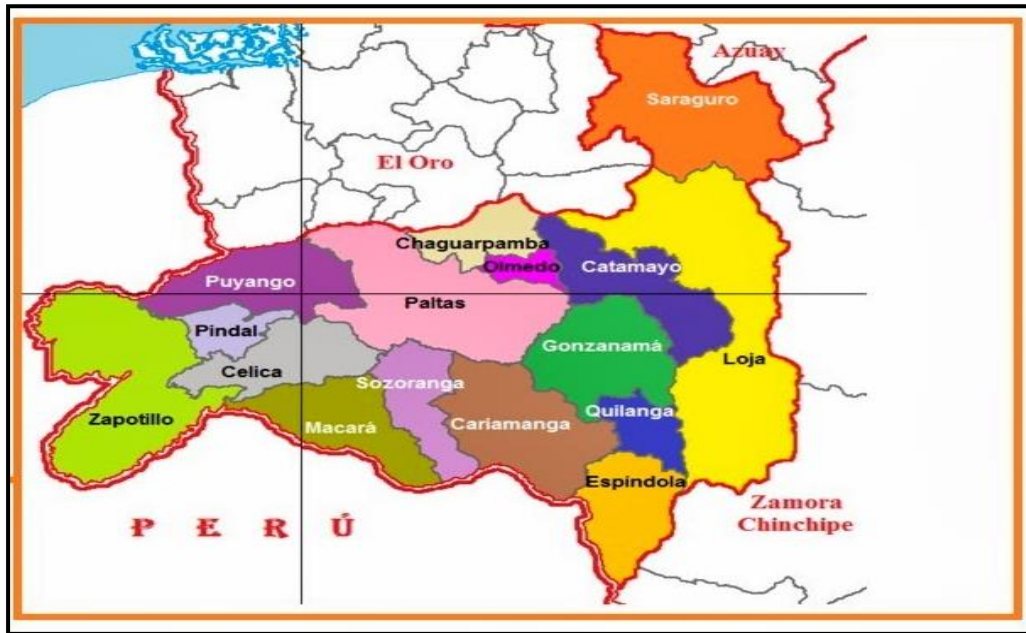 Azuay
Saraguro
El Oro
Chaguarpamba
Olmedo
Catamayo
Puyango
Paltas
Pindal
Gonzanamá
Loja
Celica
Sozoranga
Zapotillo
Macará
Cariamanga
Quilanga
Espíndola
Zamora
Chinchipe
P E R Ú